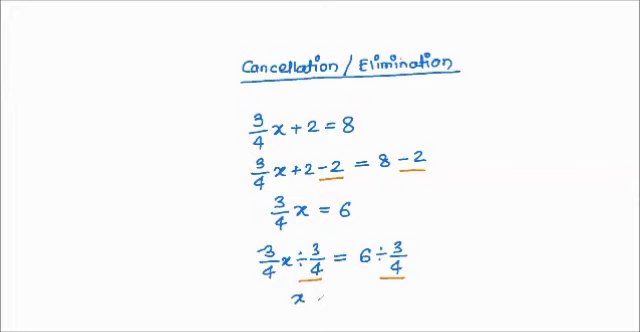 Cancellation / Elimination
3/4 x + 2 = 8
3/4 x + 2 - 2 = 8 - 2
3/4 x = 6
3/4 x ÷ 3/4 = 6 ÷ 3/4
x